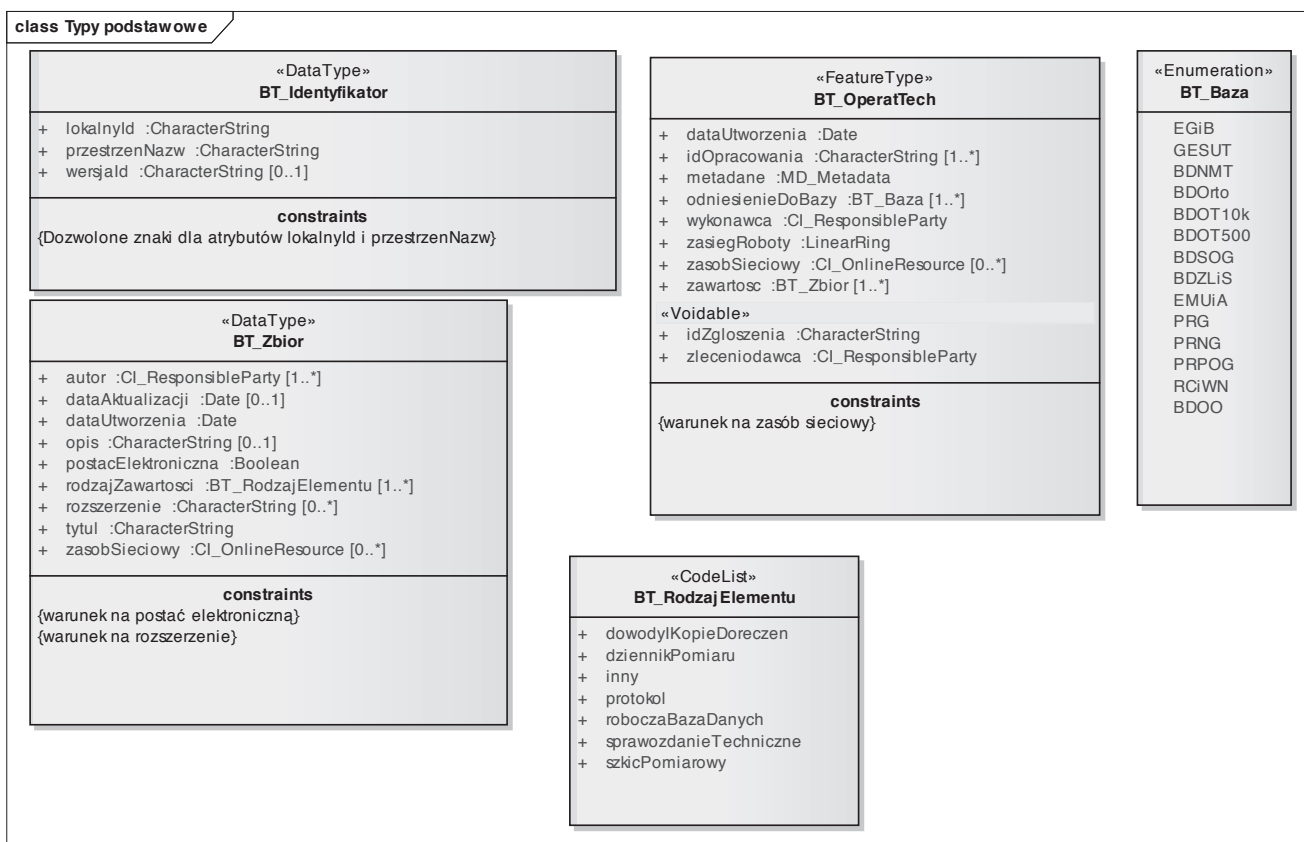 class Typy podstawowe
«DataType»
BT_Identyfikator
+ lokalnyId :CharacterString
+ przestrzenNazw :CharacterString
+ wersjaId :CharacterString [0..1]
constraints
{Dozwolone znaki dla atrybutów lokalnyId i przestrzenNazw}
«DataType»
BT_Zbior
+ autor :CI_ResponsibleParty [1..*]
+ dataAktualizacji :Date [0..1]
+ dataUtworzenia :Date
+ opis :CharacterString [0..1]
+ postacElektroniczna :Boolean
+ rodzajZawartosci :BT_RodzajElementu [1..*]
+ rozszerzenie :CharacterString [0..*]
+ tytul :CharacterString
+ zasobSieciowy :CI_OnlineResource [0..*]
constraints
{warunek na postać elektroniczną}
{warunek na rozszerzenie}
«FeatureType»
BT_OperatTech
+ dataUtworzenia :Date
+ idOpracowania :CharacterString [1..*]
+ metadane :MD_Metadata
+ odniesienieDoBazy :BT_Baza [1..*]
+ wykonawca :CI_ResponsibleParty
+ zasiegRoboty :LinearRing
+ zasobSieciowy :CI_OnlineResource [0..*]
+ zawartosc :BT_Zbior [1..*]
«Voidable»
+ idZgloszenia :CharacterString
+ zleceniodawca :CI_ResponsibleParty
constraints
{warunek na zasób sieciowy}
«CodeList»
BT_RodzajElementu
+ dowodyIKopieDoreczen
+ dziennikPomiaru
+ inny
+ protokol
+ roboczaBazaDanych
+ sprawozdanieTechniczne
+ szkicPomiarowy
«Enumeration»
BT_Baza
EGiB
GESUT
BDNMT
BDOrto
BDOT10k
BDOT500
BDSOG
BDZLiS
EMUiA
PRG
PRNG
PRPOG
RCiWN
BDOO